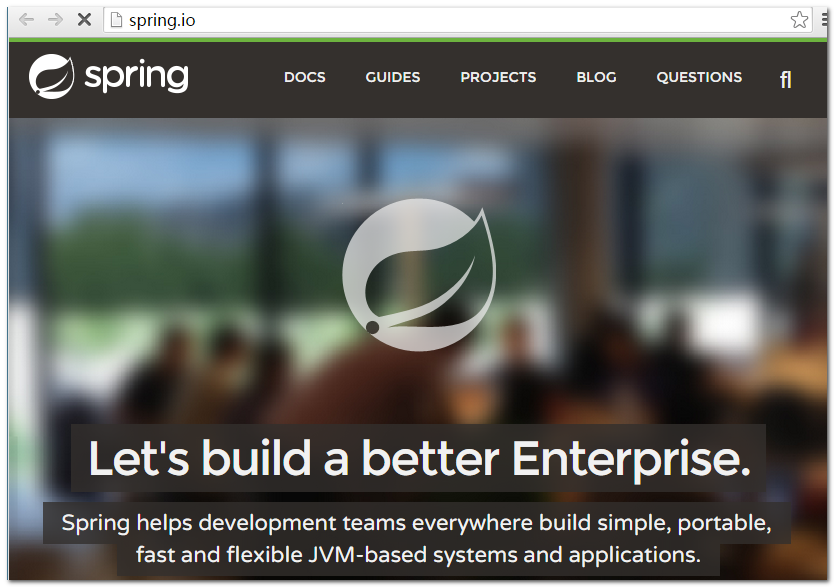 spring.io
spring
DOCS GUIDES PROJECTS BLOG QUESTIONS ﬂ
Let's build a better Enterprise.
Spring helps development teams everywhere build simple, portable,
fast and flexible JVM-based systems and applications.